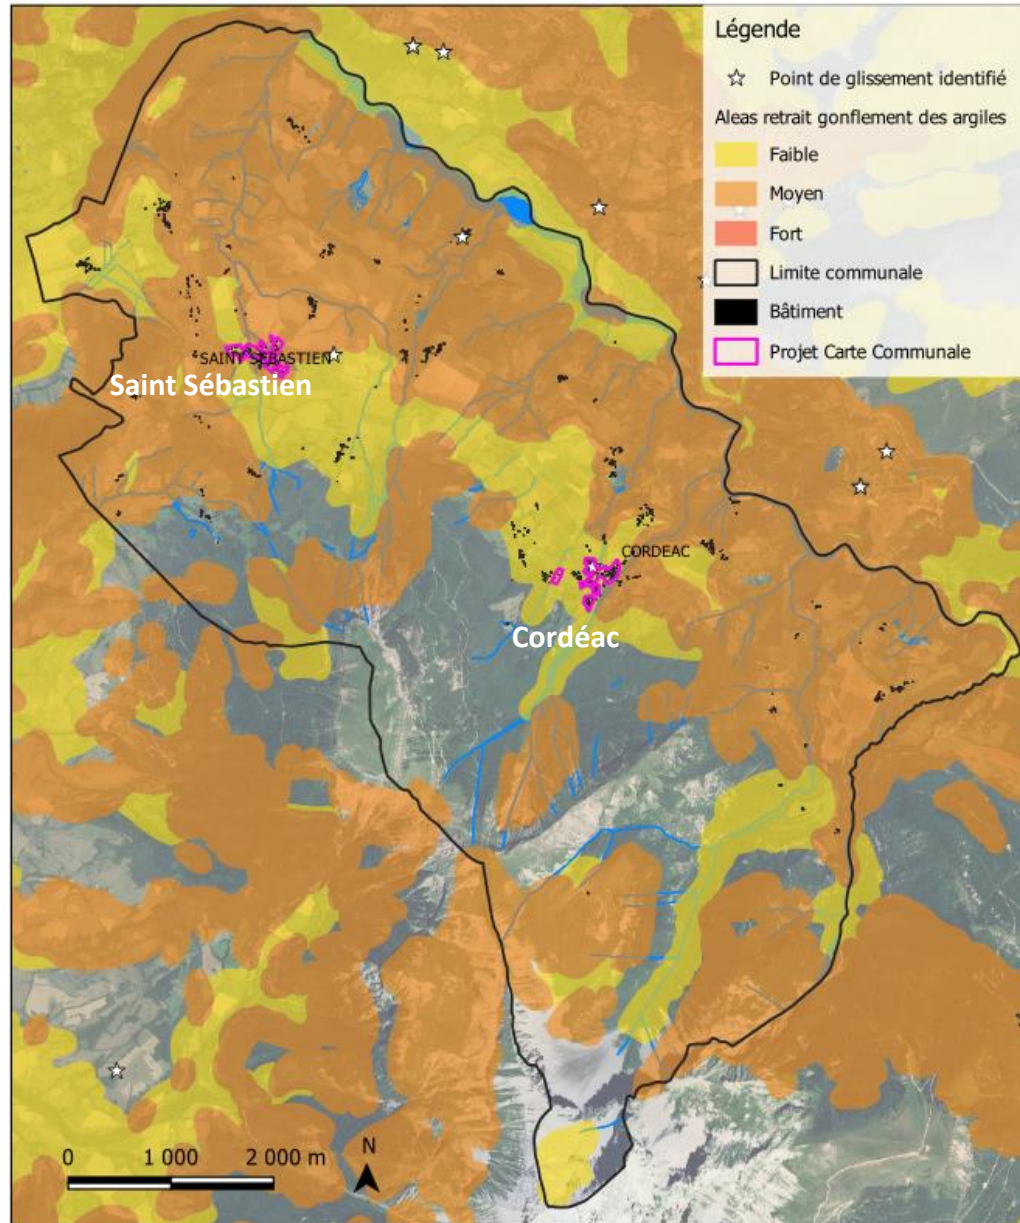 Légende
Point de glissement identifié
Aleas retrait gonflement des argiles
Faible
Moyen
Fort
Limite communale
Bâtiment
Projet Carte Communale
SAINT SEBASTIEN
Saint Sébastien
CORDEAC
Cordéac
0 1 000 2 000 m
N